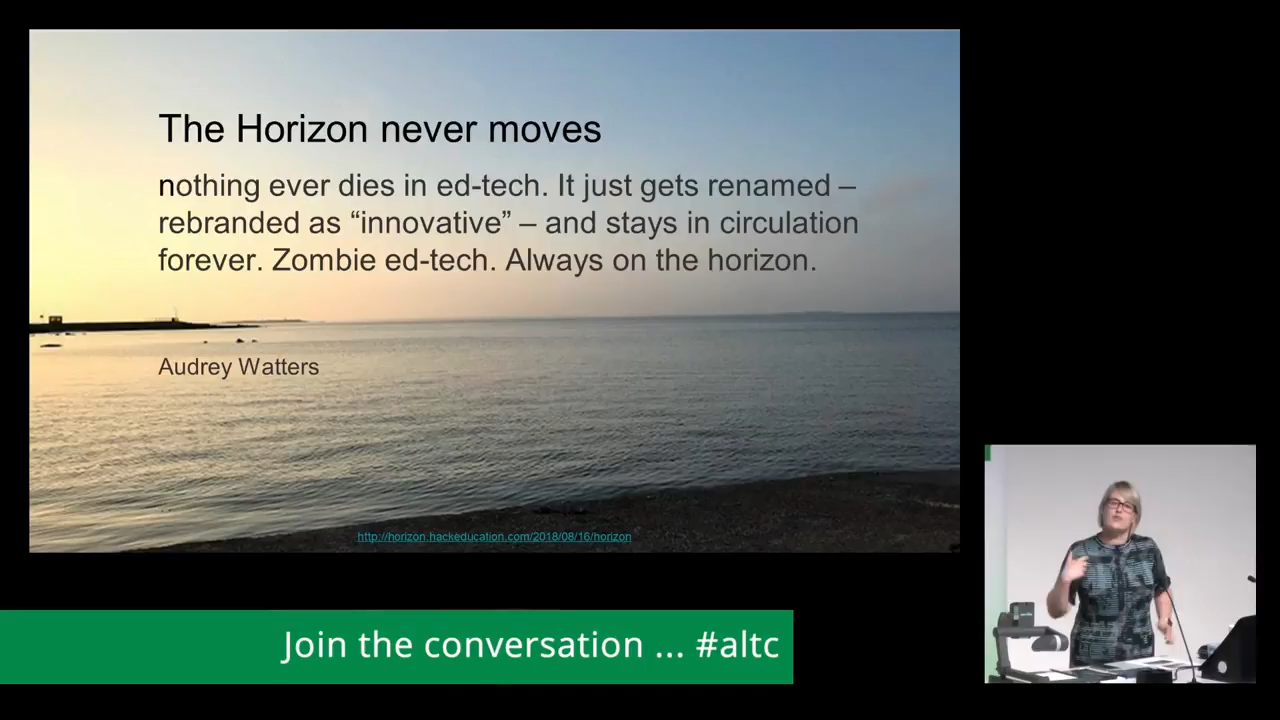 The Horizon never moves
nothing ever dies in ed-tech. It just gets renamed –
rebranded as “innovative” – and stays in circulation
forever. Zombie ed-tech. Always on the horizon.
Audrey Watters
http://horizon.hackeducation.com/2018/08/16/horizon
Join the conversation ... #altc